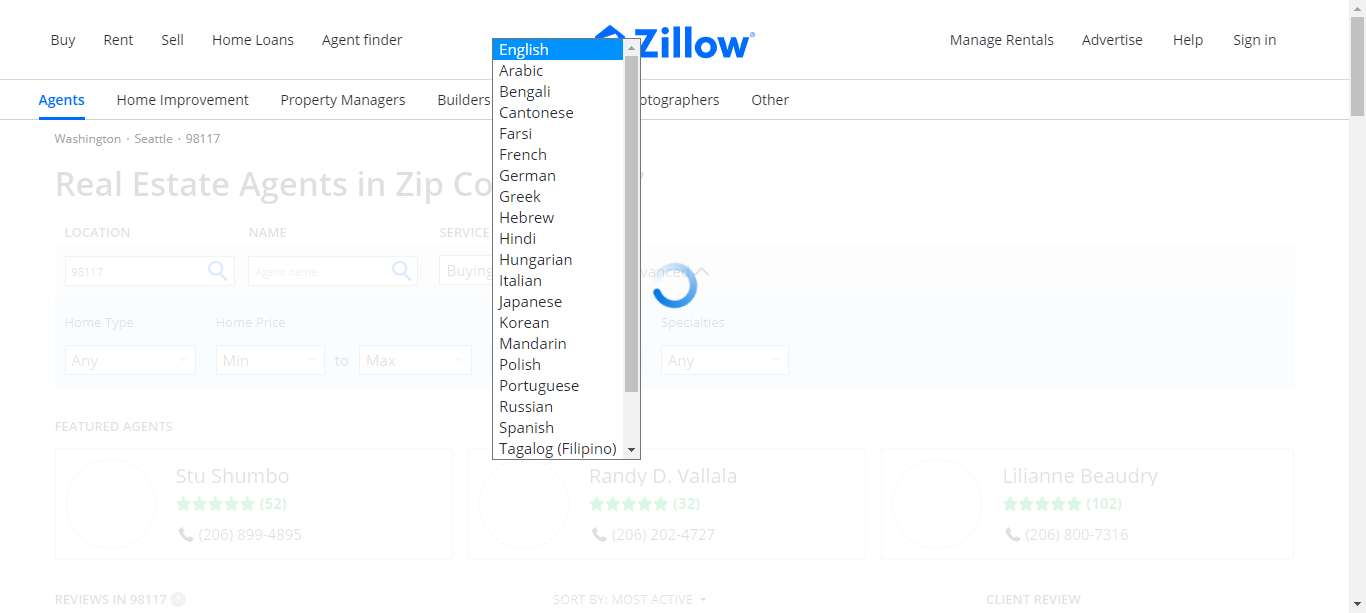 Buy Rent Sell Home Loans Agent finder Zillow Manage Rentals Advertise Help Sign in
Agents Home Improvement Property Managers Builders otographers Other
Washington · Seattle · 98117
Real Estate Agents in Zip Co
LOCATION NAME SERVICE
98117 Agent name Buying vanced
Home Type Home Price Specialties
Any Min to Max Any
English
Arabic
Bengali
Cantonese
Farsi
French
German
Greek
Hebrew
Hindi
Hungarian
Italian
Japanese
Korean
Mandarin
Polish
Portuguese
Russian
Spanish
Tagalog (Filipino)
FEATURED AGENTS
Stu Shumbo
(52)
(206) 899-4895
Randy D. Vallala
(32)
(206) 202-4727
Lilianne Beaudry
(102)
(206) 800-7316
REVIEWS IN 98117 ? SORT BY: MOST ACTIVE CLIENT REVIEW